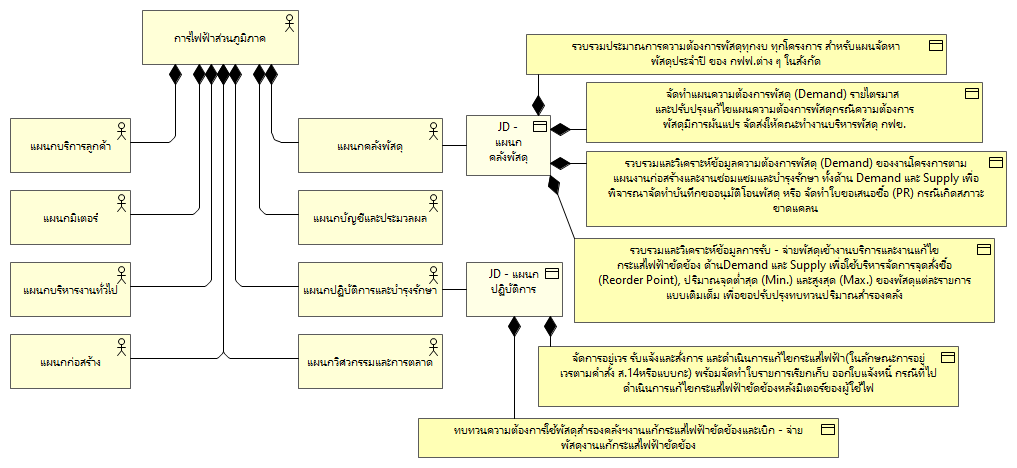 การไฟฟ้าส่วนภูมิภาค
รวบรวมประมาณการความต้องการพัสดุทุกงบ ทุกโครงการ สำหรับแผนจัดหา
พัสดุประจำปี ของ กฟฟ.ต่าง ๆ ในสังกัด
จัดทำแผนความต้องการพัสดุ (Demand) รายไตรมาส
และปรับปรุงแก้ไขแผนความต้องการพัสดุกรณีความต้องการ
พัสดุมีการผันแปร จัดส่งให้คณะทำงานบริหารพัสดุ กฟข.
แผนกบริการลูกค้า
แผนกคลังพัสดุ
JD -
แผนก
คลังพัสดุ
รวบรวมและวิเคราะห์ข้อมูลความต้องการพัสดุ (Demand) ของงานโครงการตาม
แผนงานก่อสร้างและงานซ่อมแซมและบำรุงรักษา ทั้งด้าน Demand และ Supply เพื่อ
พิจารณาจัดทำบันทึกขออนุมัติโอนพัสดุ หรือ จัดทำใบขอเสนอซื้อ (PR) กรณีเกิดสภาวะ
ขาดแคลน
แผนกมิเตอร์
แผนกบัญชีและประมวลผล
รวบรวมและวิเคราะห์ข้อมูลการรับ - จ่ายพัสดุเข้างานบริการและงานแก้ไข
กระแสไฟฟ้าขัดข้อง ด้านDemand และ Supply เพื่อใช้บริหารจัดการจุดสั่งซื้อ
(Reorder Point), ปริมาณจุดต่ำสุด (Min.) และสูงสุด (Max.) ของพัสดุแต่ละรายการ
แบบเติมเต็ม เพื่อขอปรับปรุงทบทวนปริมาณสำรองคลัง
แผนกบริหารงานทั่วไป
แผนกปฏิบัติการและบำรุงรักษา
JD - แผนก
ปฏิบัติการ
แผนกก่อสร้าง
แผนกวิศวกรรมและการตลาด
จัดการอยู่เวร รับแจ้งและสั่งการ และดำเนินการแก้ไขกระแสไฟฟ้า(ในลักษณะการอยู่
เวรตามคำสั่ง ส.14หรือแบบกะ) พร้อมจัดทำใบรายการเรียกเก็บ ออกใบแจ้งหนี้ กรณีที่ไป
ดำเนินการแก้ไขกระแสไฟฟ้าขัดข้องหลังมิเตอร์ของผู้ใช้ไฟ
ทบทวนความต้องการใช้พัสดุสำรองคลังฯงานแก้กระแสไฟฟ้าขัดข้องและเบิก - จ่าย
พัสดุงานแก้กระแสไฟฟ้าขัดข้อง